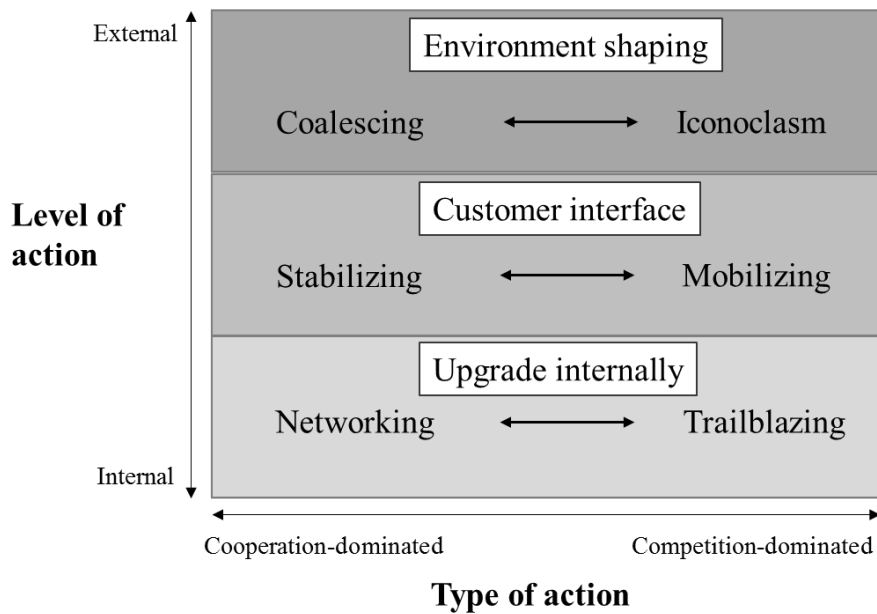 External
Environment shaping
Coalescing
Iconoclasm
Level of
action
Customer interface
Stabilizing
Mobilizing
Upgrade internally
Networking
Trailblazing
Internal
Cooperation-dominated
Competition-dominated
Type of action